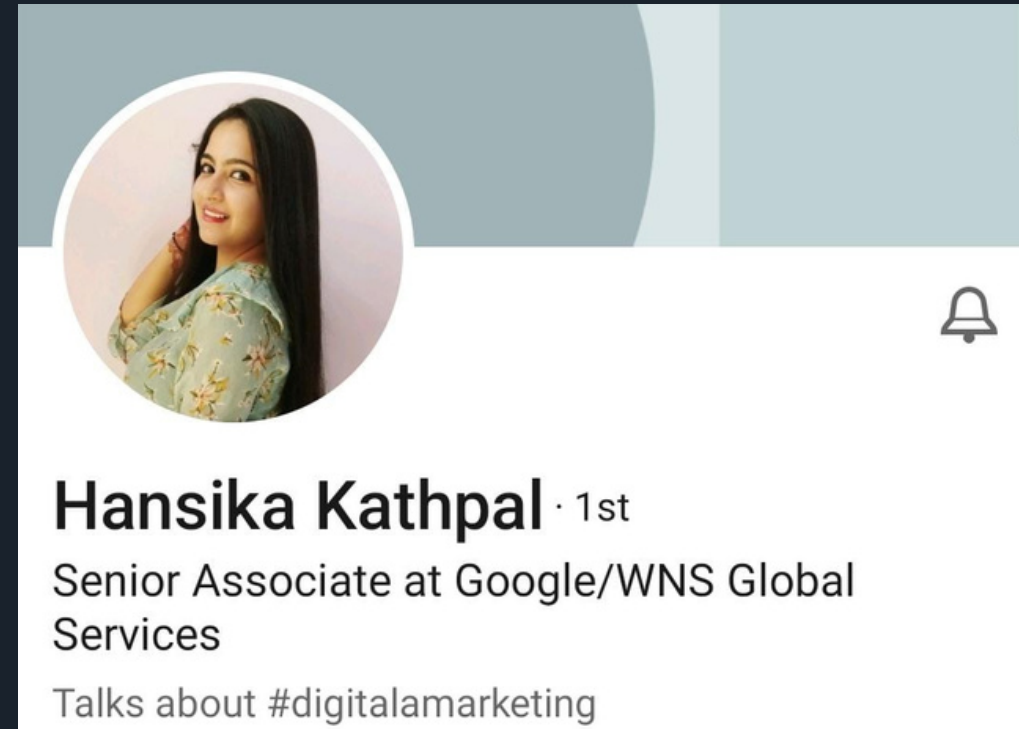 Hansika Kathpal · 1st
Senior Associate at Google/WNS Global
Services
Talks about #digitalamarketing